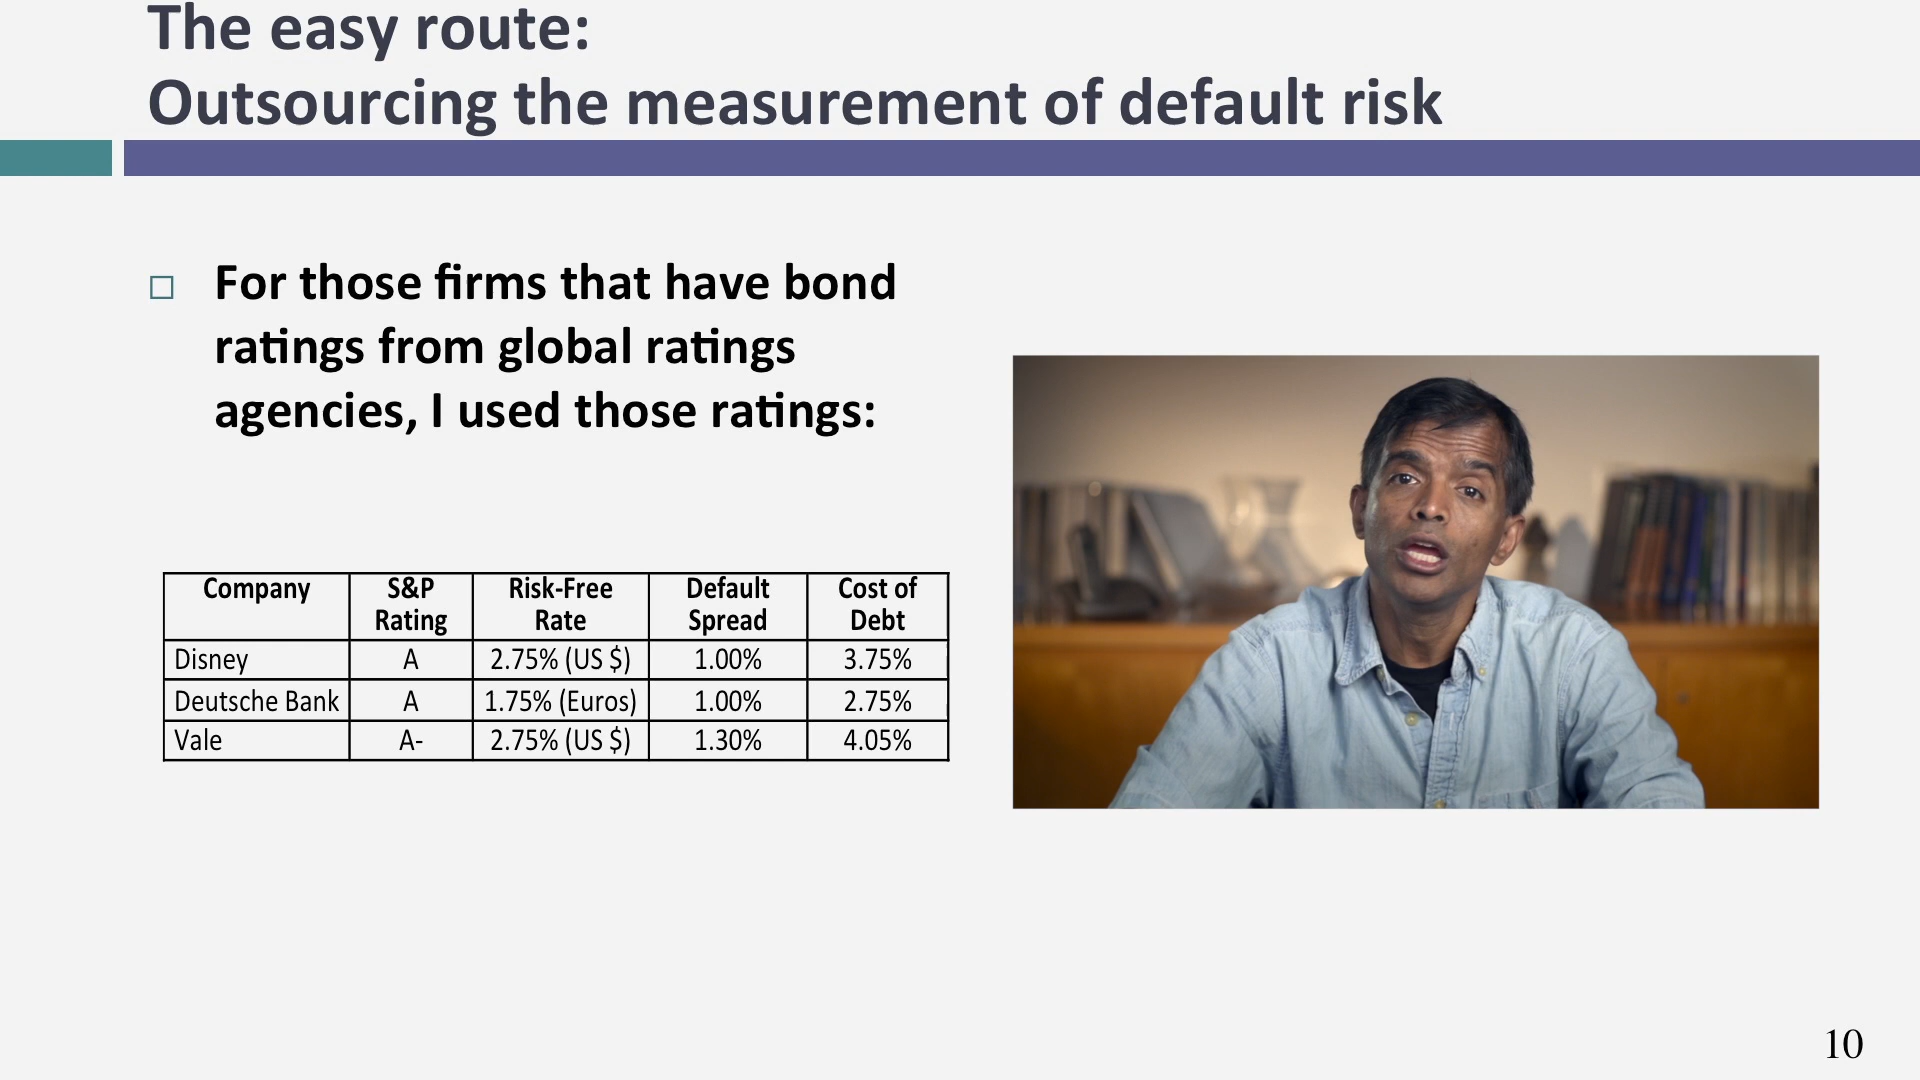 The easy route:
Outsourcing the measurement of default risk
For those firms that have bond
ratings from global ratings
agencies, I used those ratings:
Company S&P Rating Risk-Free Rate Default Spread Cost of Debt
Disney A 2.75% (US $) 1.00% 3.75%
Deutsche Bank A 1.75% (Euros) 1.00% 2.75%
Vale A- 2.75% (US $) 1.30% 4.05%
10